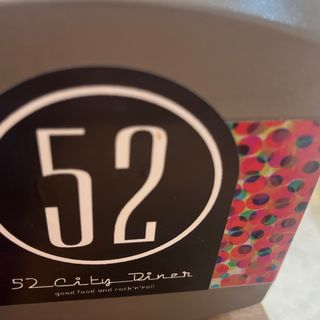 52
52 City Diner
good food and rock'n'roll